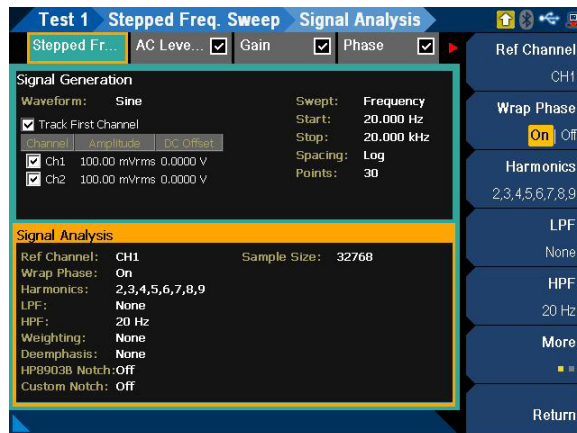 Test 1 Stepped Freq. Sweep Signal Analysis
Stepped Fr... AC Leve... Gain Phase
Signal Generation
Waveform: Sine Swept: Frequency
Track First Channel Start: 20.000 Hz
Stop: 20.000 kHz
Channel Amplitude DC Offset
Ch1 100.00 mVrms 0.0000 V Spacing: Log
Ch2 100.00 mVrms 0.0000 V Points: 30
Signal Analysis
Ref Channel: CH1 Sample Size: 32768
Wrap Phase: On
Harmonics: 2,3,4,5,6,7,8,9
LPF: None
HPF: 20 Hz
Weighting: None
Deemphasis: None
HP8903B Notch:Off
Custom Notch: Off
Ref Channel
CH1
Wrap Phase
On Off
Harmonics
2,3,4,5,6,7,8,9
LPF
None
HPF
20 Hz
More
Return